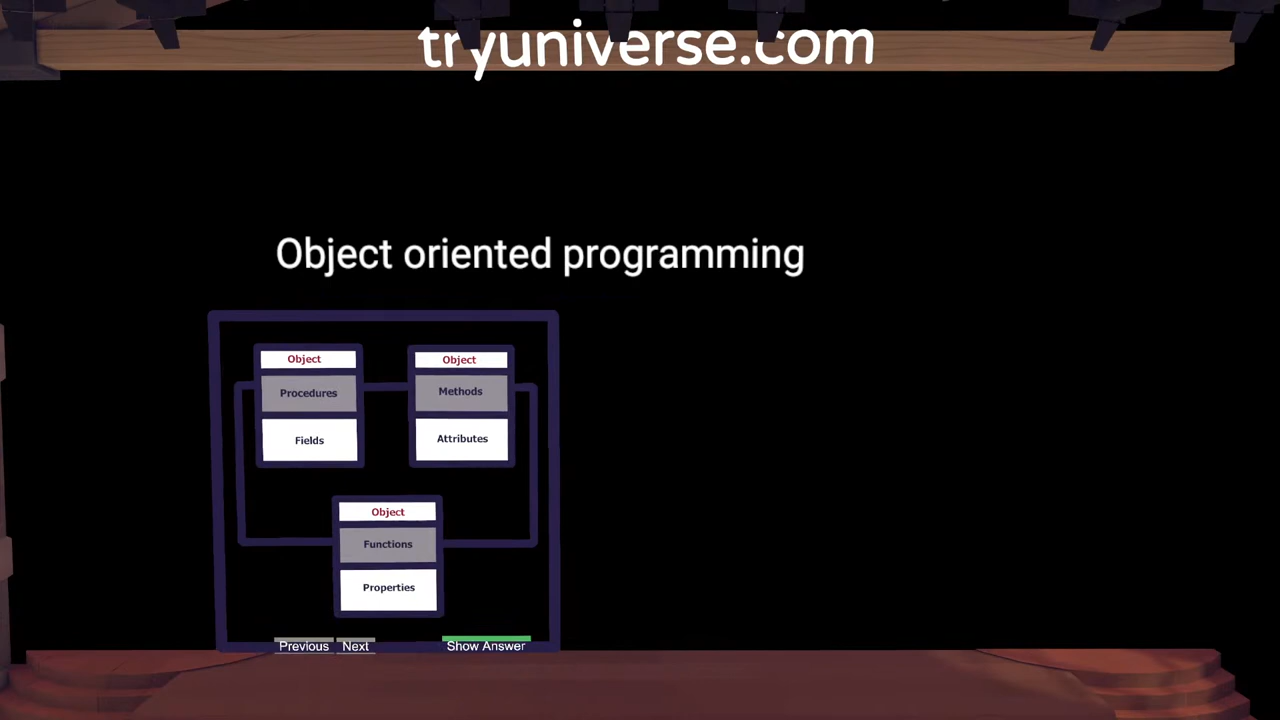 tryuniverse.com
Object oriented programming
Object
Procedures
Fields
Object
Methods
Attributes
Object
Functions
Properties
Previous
Next
Show Answer